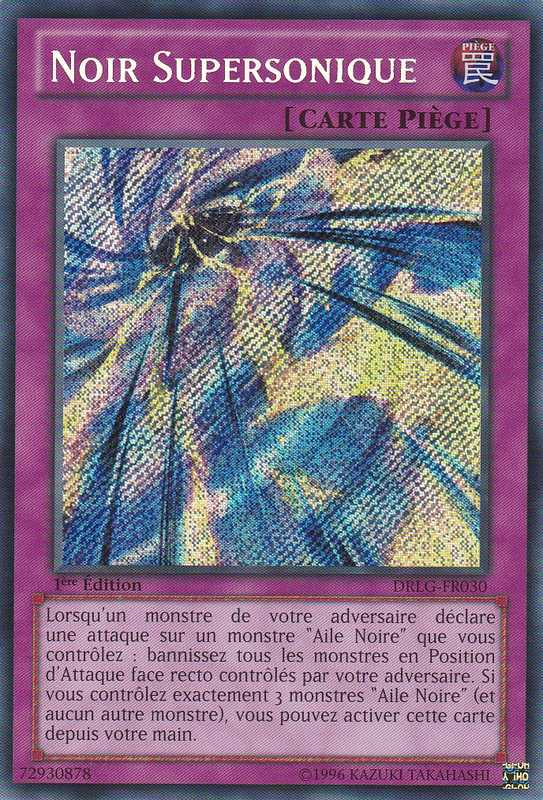 Noir Supersonique
PIÈGE
罠
[Carte Piège]
1ère Édition
DRLG-FR030
Lorsqu'un monstre de votre adversaire déclare
une attaque sur un monstre "Aile Noire" que vous
contrôlez : bannissez tous les monstres en Position
d'Attaque face recto contrôlés par votre adversaire. Si
vous contrôlez exactement 3 monstres "Aile Noire" (et
aucun autre monstre), vous pouvez activer cette carte
depuis votre main.
72930878
©1996 KAZUKI TAKAHASHI